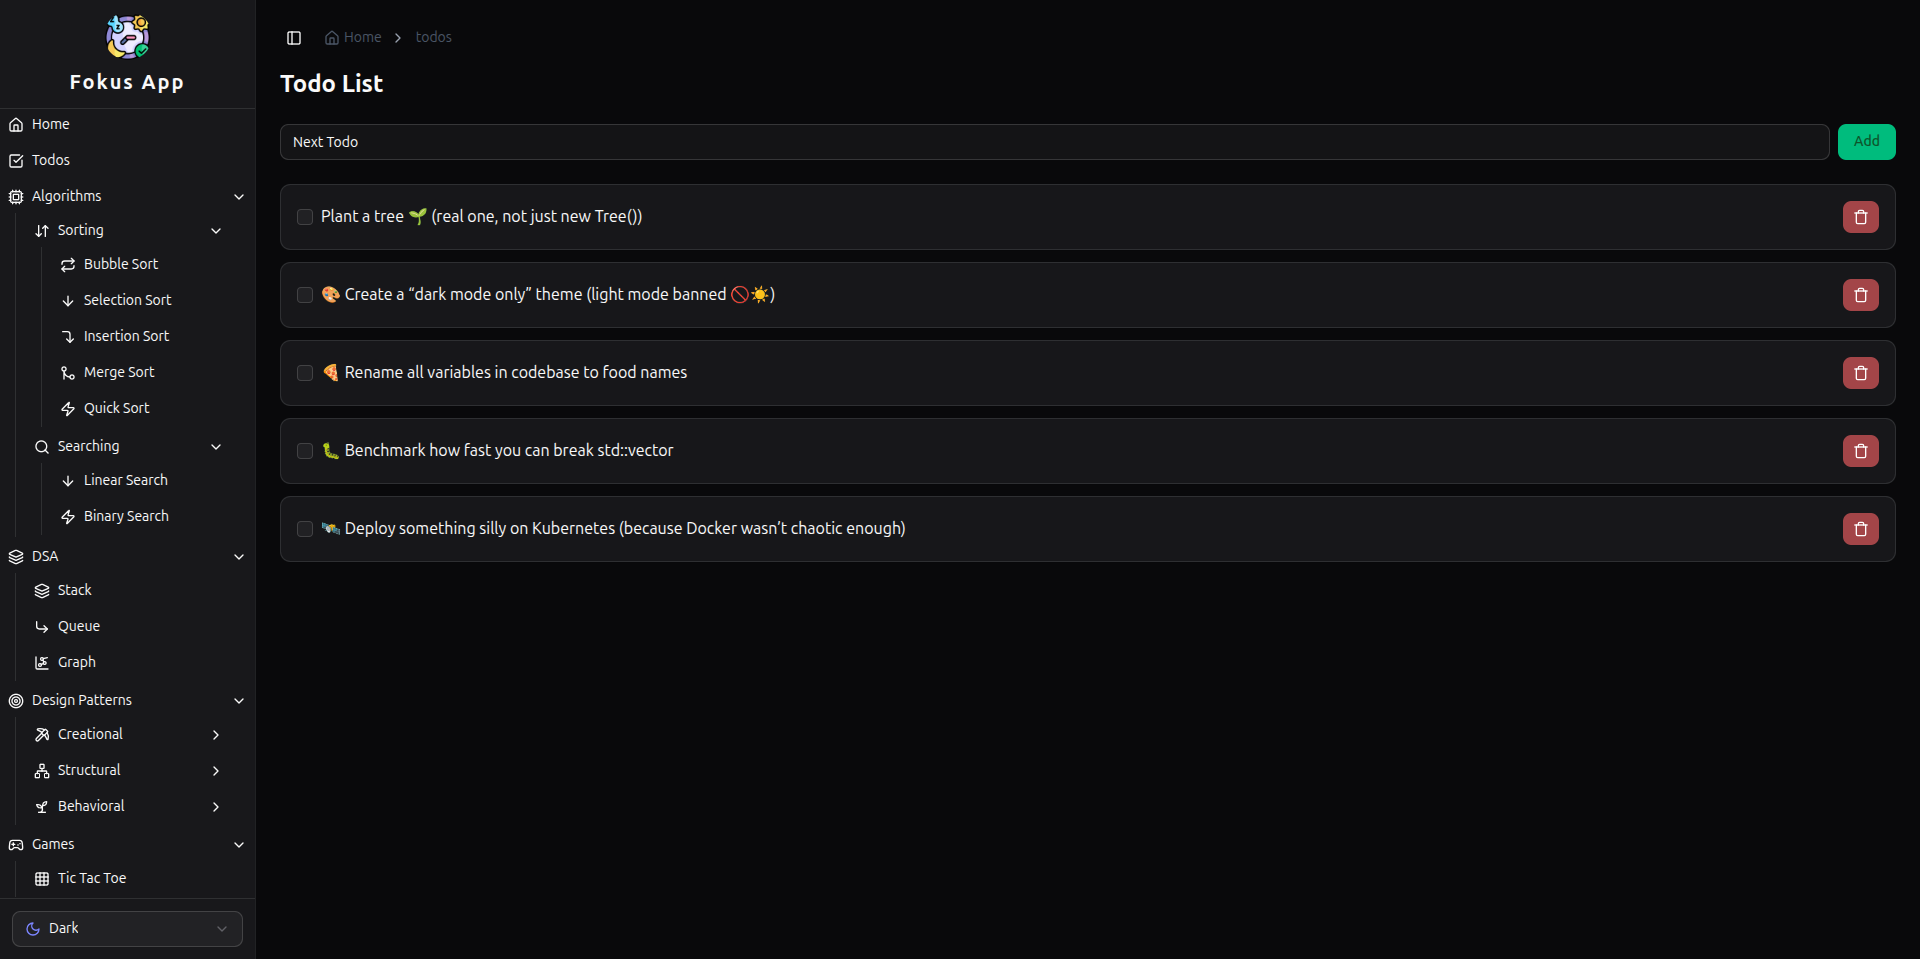 Fokus App
Home
Todos
Algorithms
Sorting
Bubble Sort
Selection Sort
Insertion Sort
Merge Sort
Quick Sort
Searching
Linear Search
Binary Search
DSA
Stack
Queue
Graph
Design Patterns
Creational
Structural
Behavioral
Games
Tic Tac Toe
Dark
Home > todos
Todo List
Next Todo
Add
Plant a tree 🌱 (real one, not just new Tree())
🎨 Create a “dark mode only” theme (light mode banned 🚫☀️)
🍕 Rename all variables in codebase to food names
🐛 Benchmark how fast you can break std::vector
🛰️ Deploy something silly on Kubernetes (because Docker wasn’t chaotic enough)